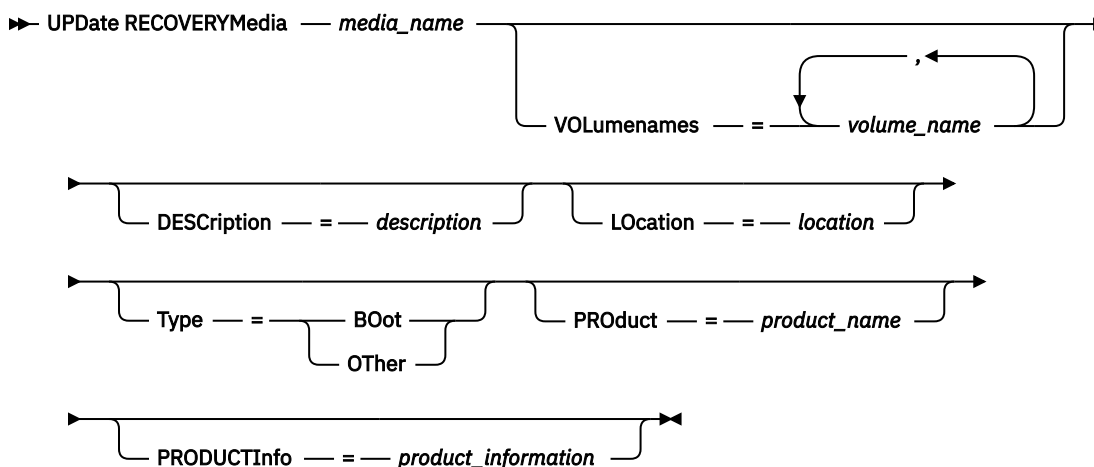 UPDate RECOVERYMedia media_name
,
VOLumenames = volume_name
DESCription = description LOcation = location
Type = BOot PROduct = product_name
OTher
PRODUCTInfo = product_information